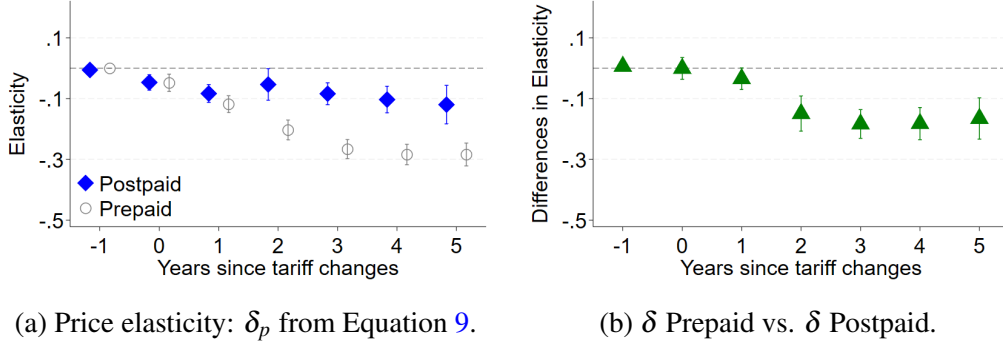 .1
-.1
-.3
-.5
Elasticity
Postpaid
Prepaid
-1 0 1 2 3 4 5
Years since tariff changes
(a) Price elasticity: δp from Equation 9.
.1
-.1
-.3
-.5
Differences in Elasticity
-1 0 1 2 3 4 5
Years since tariff changes
(b) δ Prepaid vs. δ Postpaid.